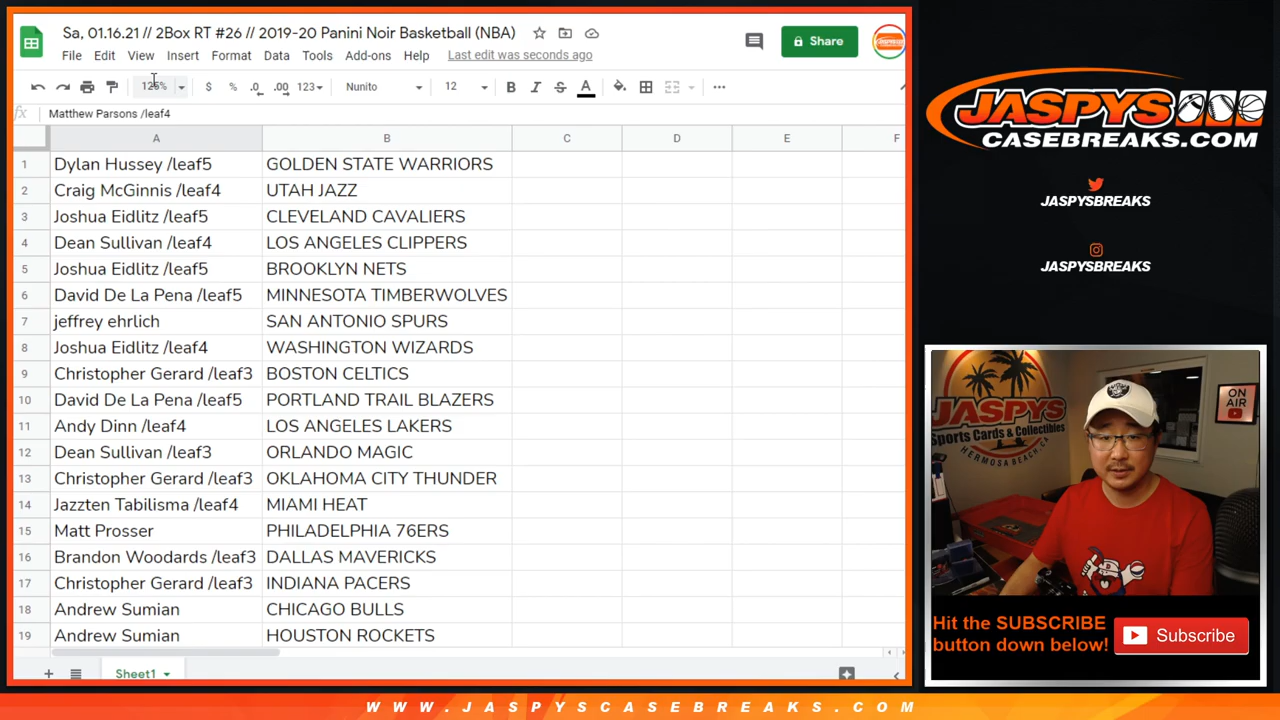 Sa, 01.16.21 // 2Box RT #26 // 2019-20 Panini Noir Basketball (NBA)
File Edit View Insert Format Data Tools Add-ons Help Last edit was seconds ago
Share
125% $ % .0 .00 123 Nunito 12 B I S A
fx Matthew Parsons /leaf4
A B C D E F
1 Dylan Hussey /leaf5 GOLDEN STATE WARRIORS
2 Craig McGinnis /leaf4 UTAH JAZZ
3 Joshua Eidlitz /leaf5 CLEVELAND CAVALIERS
4 Dean Sullivan /leaf4 LOS ANGELES CLIPPERS
5 Joshua Eidlitz /leaf5 BROOKLYN NETS
6 David De La Pena /leaf5 MINNESOTA TIMBERWOLVES
7 jeffrey ehrlich SAN ANTONIO SPURS
8 Joshua Eidlitz /leaf4 WASHINGTON WIZARDS
9 Christopher Gerard /leaf3 BOSTON CELTICS
10 David De La Pena /leaf5 PORTLAND TRAIL BLAZERS
11 Andy Dinn /leaf4 LOS ANGELES LAKERS
12 Dean Sullivan /leaf3 ORLANDO MAGIC
13 Christopher Gerard /leaf3 OKLAHOMA CITY THUNDER
14 Jazzten Tabilisma /leaf4 MIAMI HEAT
15 Matt Prosser PHILADELPHIA 76ERS
16 Brandon Woodards /leaf3 DALLAS MAVERICKS
17 Christopher Gerard /leaf3 INDIANA PACERS
18 Andrew Sumian CHICAGO BULLS
19 Andrew Sumian HOUSTON ROCKETS
Sheet1
JASPYS
CASEBREAKS.COM
JASPYSBREAKS
JASPYSBREAKS
JASPYS
Sports Cards & Collectibles
HERMOSA BEACH, CA
ON AIR
Hit the SUBSCRIBE
button down below!
Subscribe
WWW.JASPYSCASEBREAKS.COM